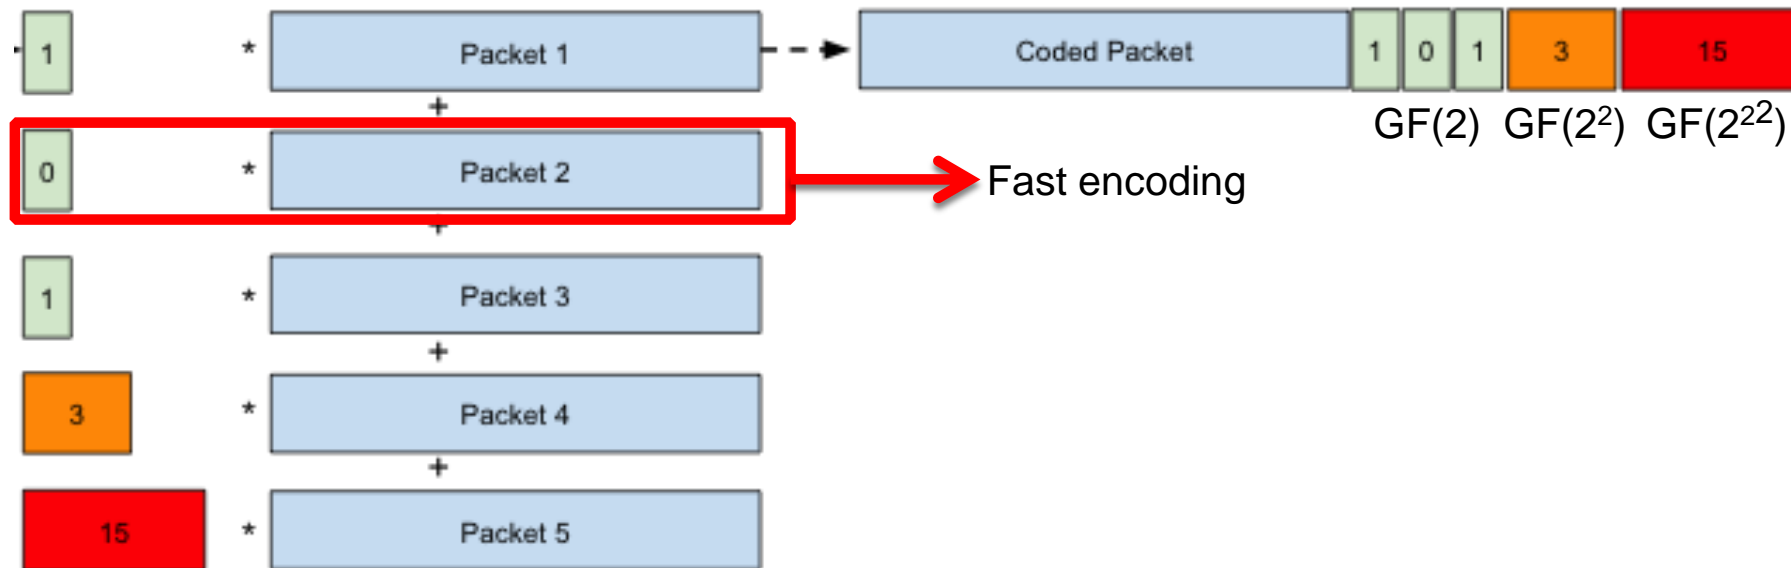 1 * Packet 1 Coded Packet 1 0 1 3 15
+
GF(2) GF(2²) GF(2²²)
0 * Packet 2 Fast encoding
+
1 * Packet 3
+
3 * Packet 4
+
15 * Packet 5